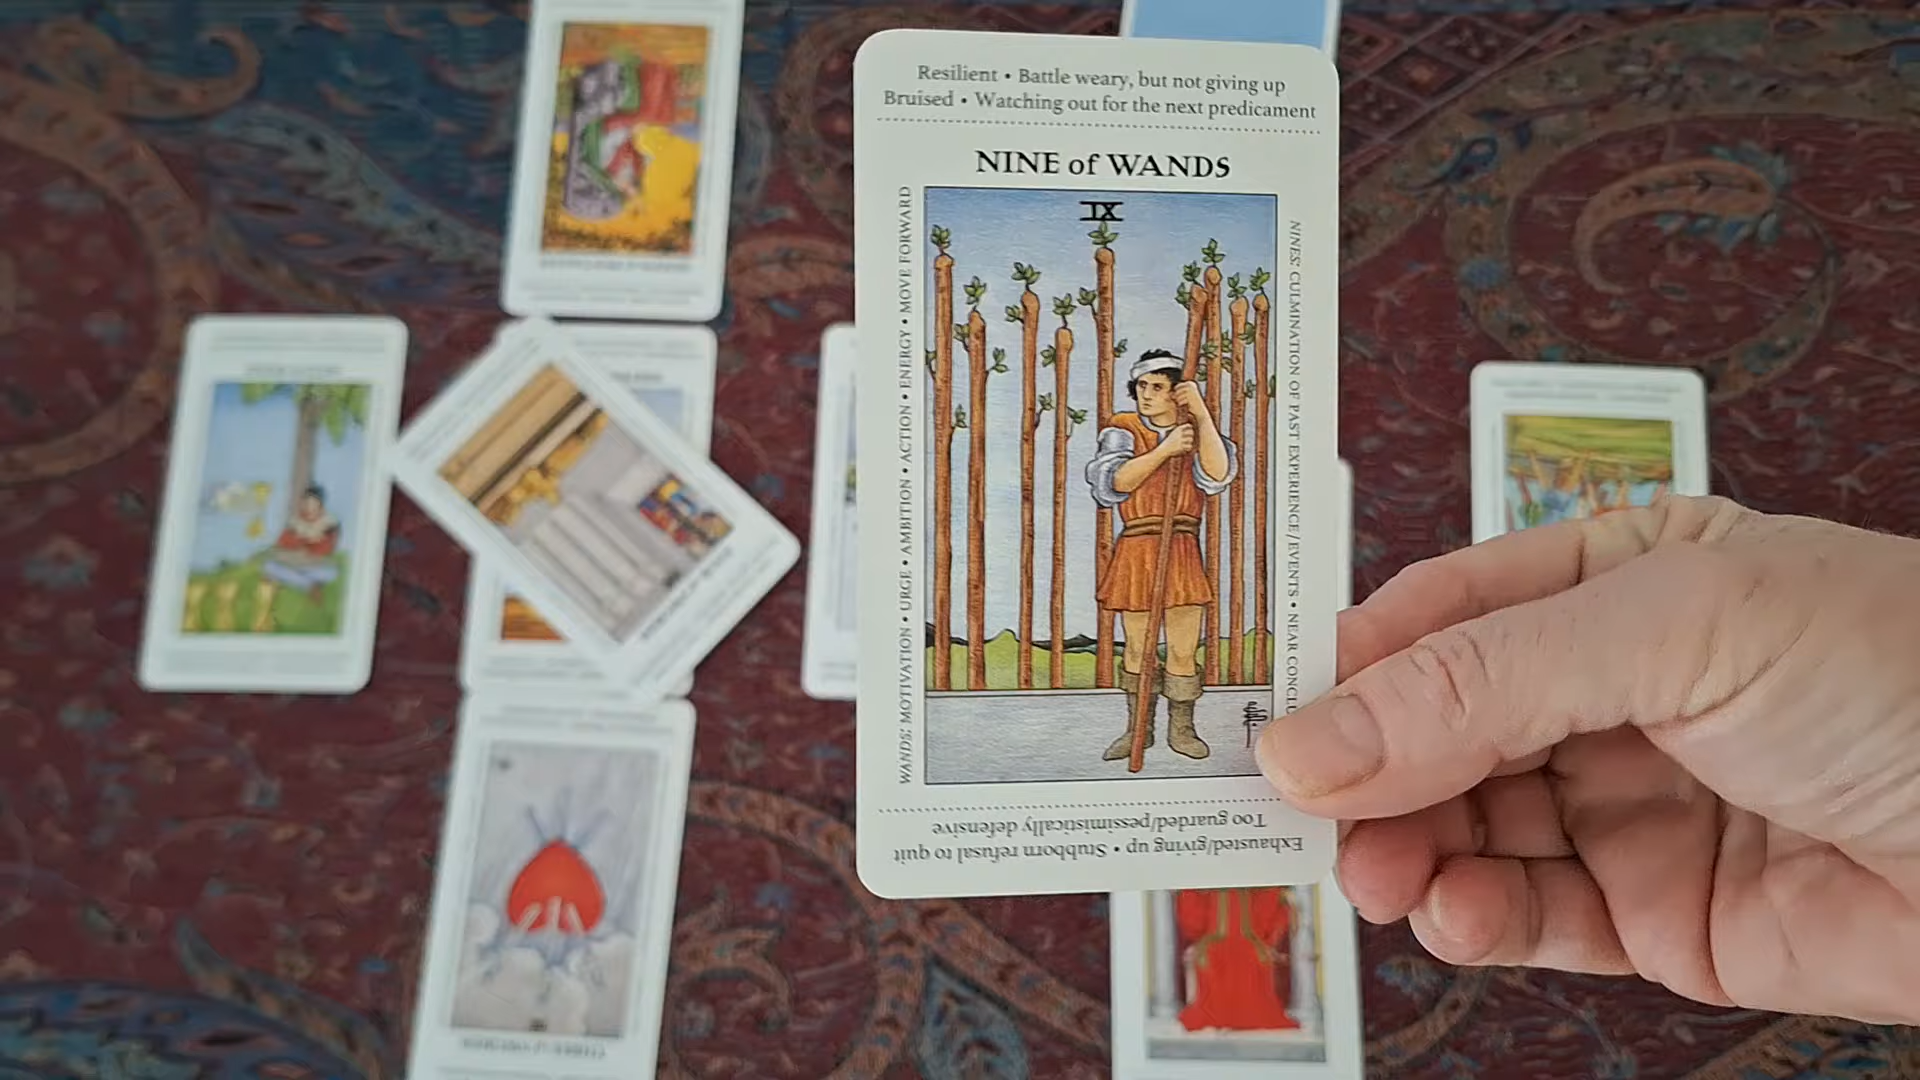 Resilient • Battle weary, but not giving up
Bruised • Watching out for the next predicament
NINE of WANDS
IX
WANDS: MOTIVATION • URGE • AMBITION • ACTION • ENERGY • MOVE FORWARD
NINES: CULMINATION OF PAST EXPERIENCE/EVENTS • NEAR
Exhausted/giving up • Stubborn refusal to quit
Too guarded/pessimistically defensive